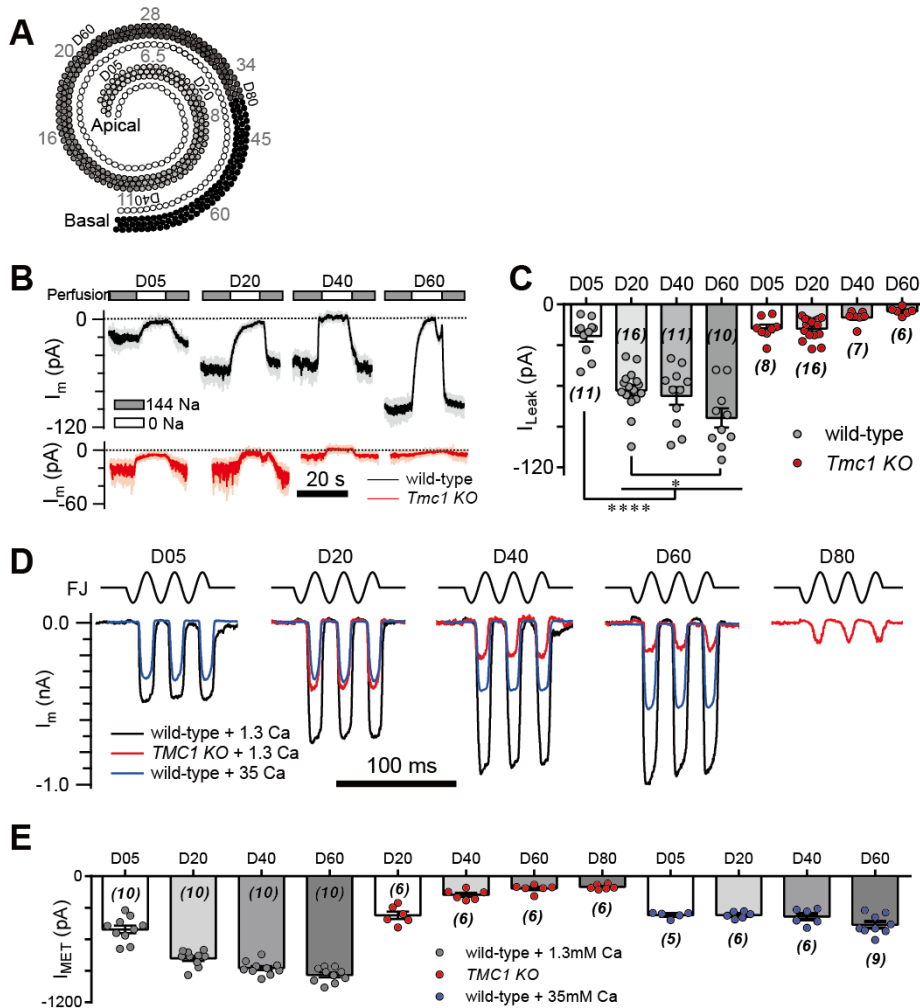 A
28
D60
20
6.5
D05
34
D20
D80
8
Apical
16
45
11
D40
60
Basal
B
D05 D20 D40 D60
Perfusion
0
I_m (pA)
144 Na
0 Na
-120
0
I_m (pA)
-60
20 s
wild-type
Tmc1 KO
C
D05 D20 D40 D60 D05 D20 D40 D60
0
I_Leak (pA)
-120
(11) (16) (11) (10) (8) (16) (7) (6)
wild-type
Tmc1 KO
*
****
D
D05 D20 D40 D60 D80
FJ
0.0
I_m (nA)
-1.0
wild-type + 1.3 Ca
TMC1 KO + 1.3 Ca
wild-type + 35 Ca
100 ms
E
D05 D20 D40 D60 D20 D40 D60 D80 D05 D20 D40 D60
0
I_MET (pA)
-1200
(10) (10) (10) (10) (6) (6) (6) (6) (5) (6) (6) (9)
wild-type + 1.3mM Ca
TMC1 KO
wild-type + 35mM Ca